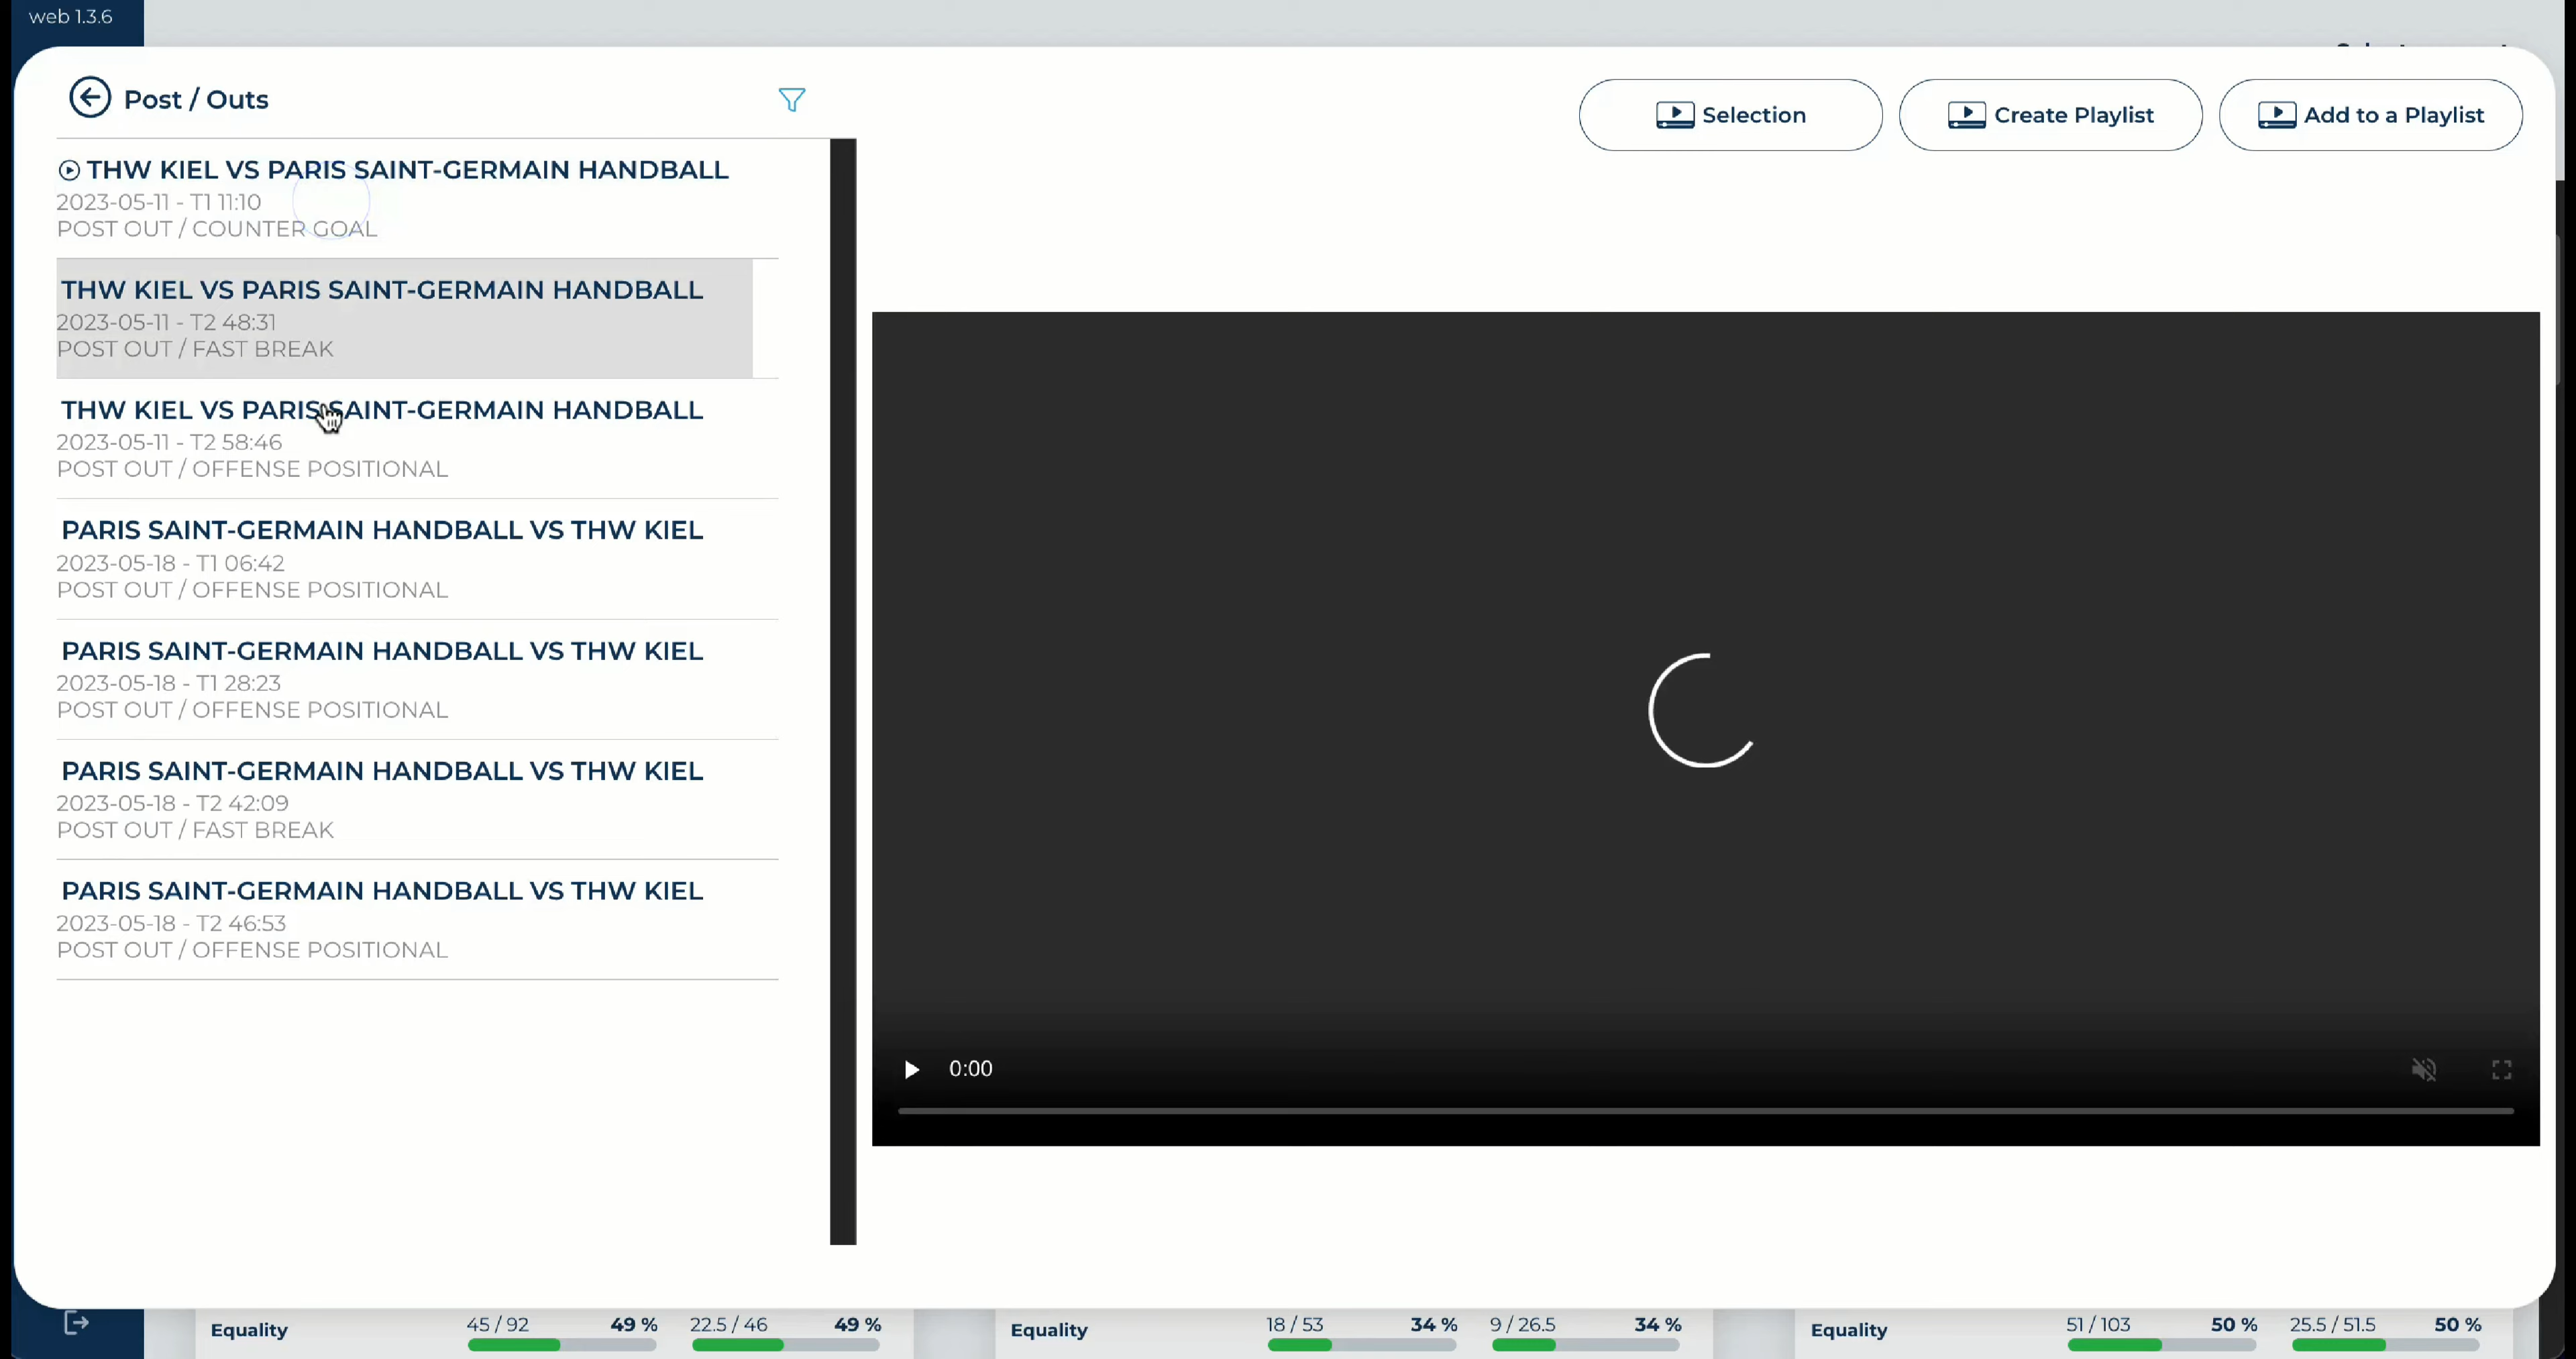 web 1.3.6
Post / Outs
Selection
Create Playlist
Add to a Playlist
THW KIEL VS PARIS SAINT-GERMAIN HANDBALL
2023-05-11 - T1 11:10
POST OUT / COUNTER GOAL
THW KIEL VS PARIS SAINT-GERMAIN HANDBALL
2023-05-11 - T2 48:31
POST OUT / FAST BREAK
THW KIEL VS PARIS SAINT-GERMAIN HANDBALL
2023-05-11 - T2 58:46
POST OUT / OFFENSE POSITIONAL
PARIS SAINT-GERMAIN HANDBALL VS THW KIEL
2023-05-18 - T1 06:42
POST OUT / OFFENSE POSITIONAL
PARIS SAINT-GERMAIN HANDBALL VS THW KIEL
2023-05-18 - T1 28:23
POST OUT / OFFENSE POSITIONAL
PARIS SAINT-GERMAIN HANDBALL VS THW KIEL
2023-05-18 - T2 42:09
POST OUT / FAST BREAK
PARIS SAINT-GERMAIN HANDBALL VS THW KIEL
2023-05-18 - T2 46:53
POST OUT / OFFENSE POSITIONAL
0:00
Equality 45 / 92 49 % 22.5 / 46 49 %
Equality 18 / 53 34 % 9 / 26.5 34 %
Equality 51 / 103 50 % 25.5 / 51.5 50 %